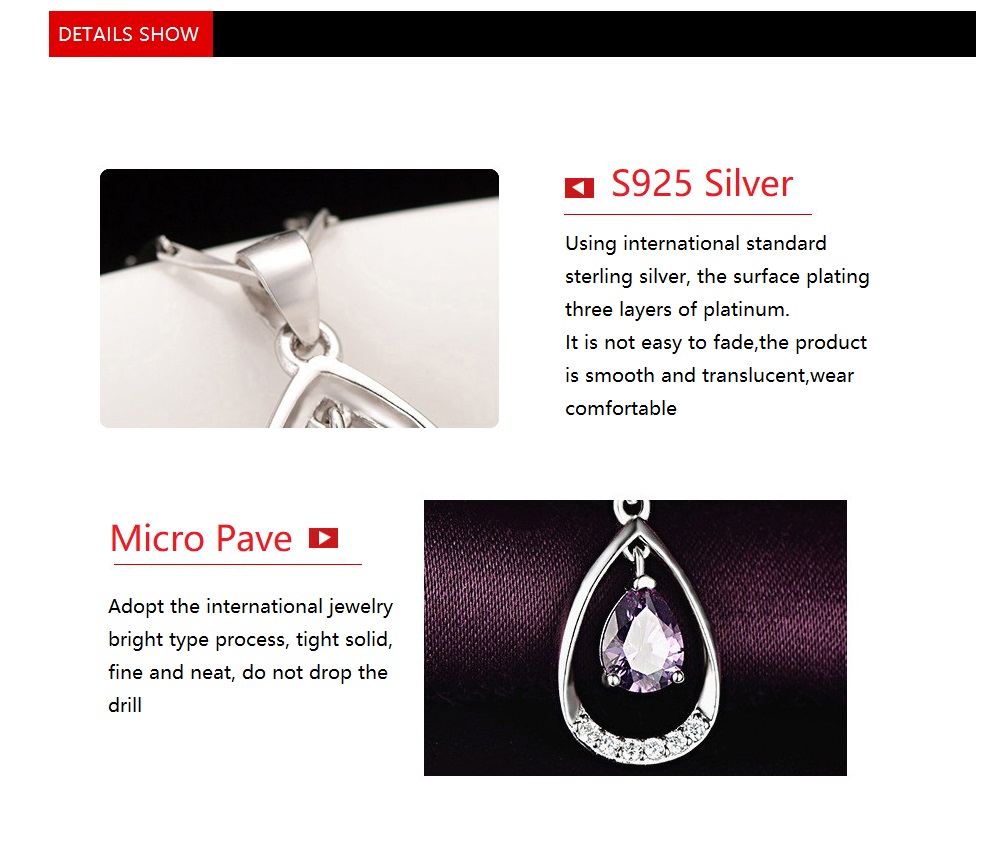 DETAILS SHOW
S925 Silver
Using international standard
sterling silver, the surface plating
three layers of platinum.
It is not easy to fade,the product
is smooth and translucent,wear
comfortable
Micro Pave
Adopt the international jewelry
bright type process, tight solid,
fine and neat, do not drop the
drill